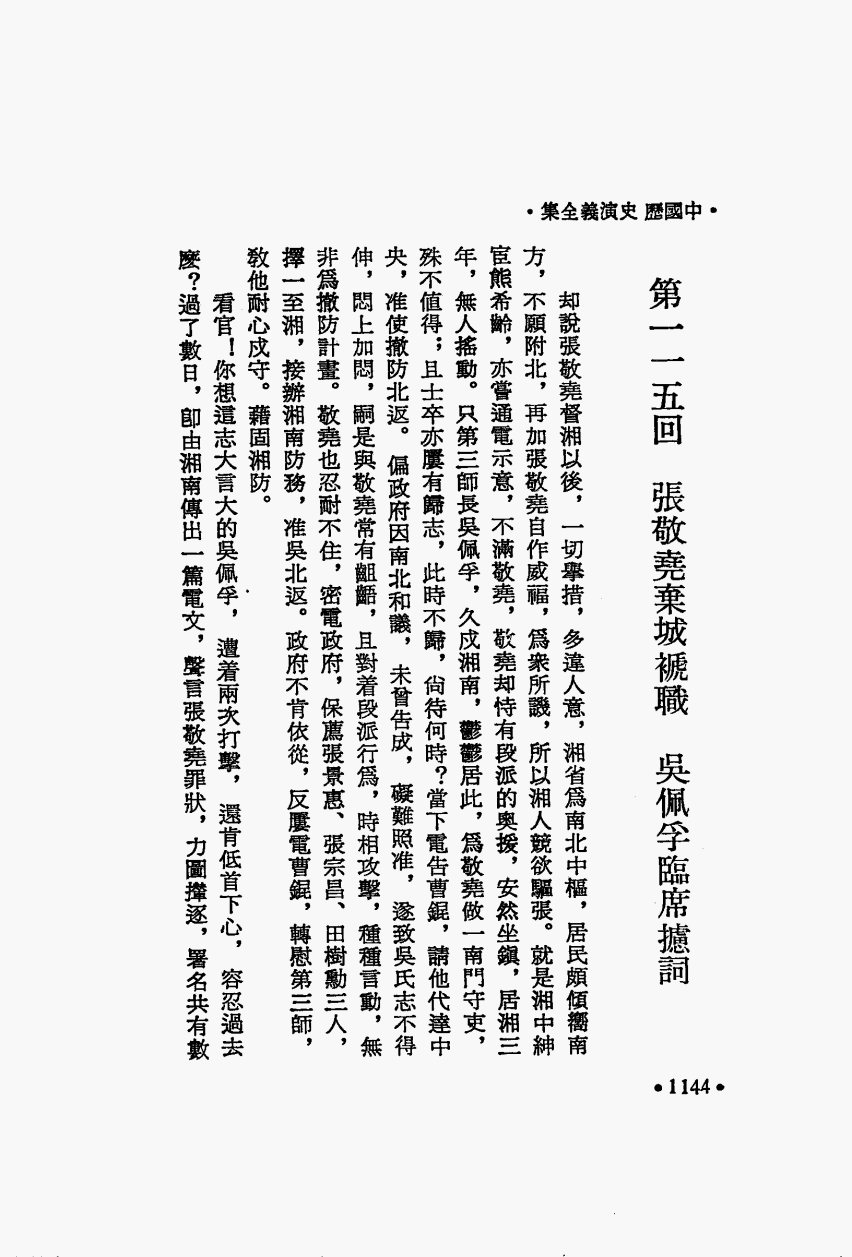 •中國歷史演義全集•
第一一五回　張敬堯棄城褫職　吳佩孚臨席攄詞
却說張敬堯督湘以後，一切舉措，多違人意，湘省爲南北中樞，居民頗傾嚮南
方，不願附北，再加張敬堯自作威福，爲衆所譏，所以湘人競欲驅張。就是湘中紳
宦熊希齡，亦嘗通電示意，不滿敬堯，敬堯却恃有段派的奧援，安然坐鎭，居湘三
年，無人搖動。只第三師長吳佩孚，久戍湘南，鬱鬱居此，爲敬堯做一南門守吏，
殊不值得；且士卒亦屢有歸志，此時不歸，尙待何時？當下電告曹錕，請他代達中
央，准使撤防北返。偏政府因南北和議，未曾告成，礙難照准，遂致吳氏志不得
伸，悶上加悶，嗣是與敬堯常有齟齬，且對着段派行爲，時相攻擊，種種言動，無
非爲撤防計畫。敬堯也忍耐不住，密電政府，保薦張景惠、張宗昌、田樹勳三人，
擇一至湘，接辦湘南防務，准吳北返。政府不肯依從，反屢電曹錕，轉慰第三師，
敎他耐心戍守。藉固湘防。
看官！你想這志大言大的吳佩孚，遭着兩次打擊，還肯低首下心，容忍過去
麽？過了數日，卽由湘南傳出一篇電文，聲言張敬堯罪狀，力圖攆逐，署名共有數
•1144•